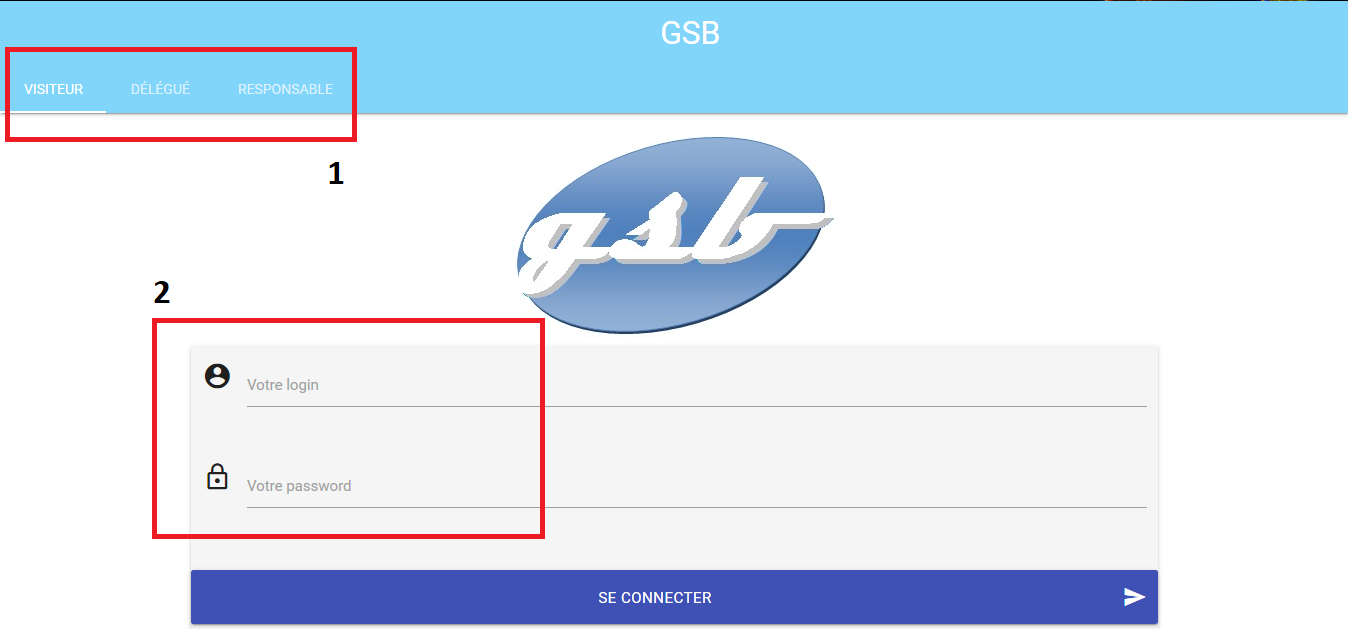 GSB
VISITEUR DÉLÉGUÉ RESPONSABLE
1
gsb
2
Votre login
Votre password
SE CONNECTER